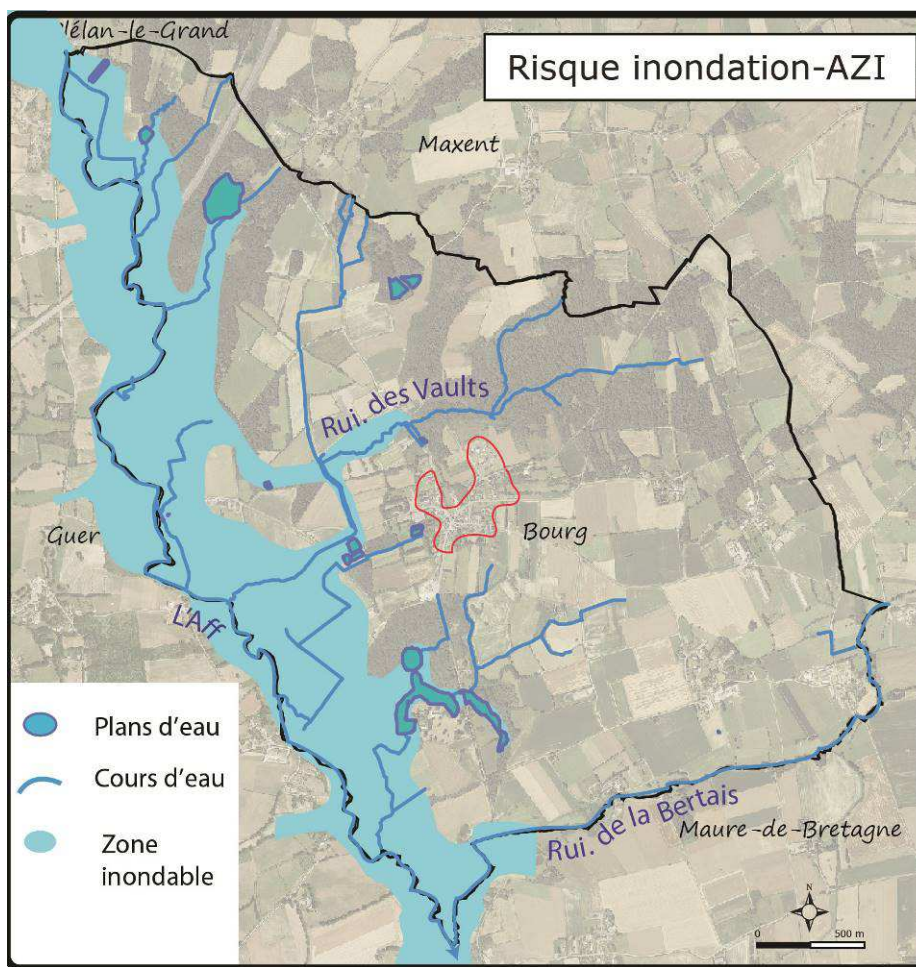 Plélan-le-Grand
Risque inondation-AZI
Maxent
Rui. des Vaults
Guer
Bourg
L'Aff
Plans d'eau
Cours d'eau
Zone
inondable
Rui. de la Bertais
Maure-de-Bretagne
N
0 500 m